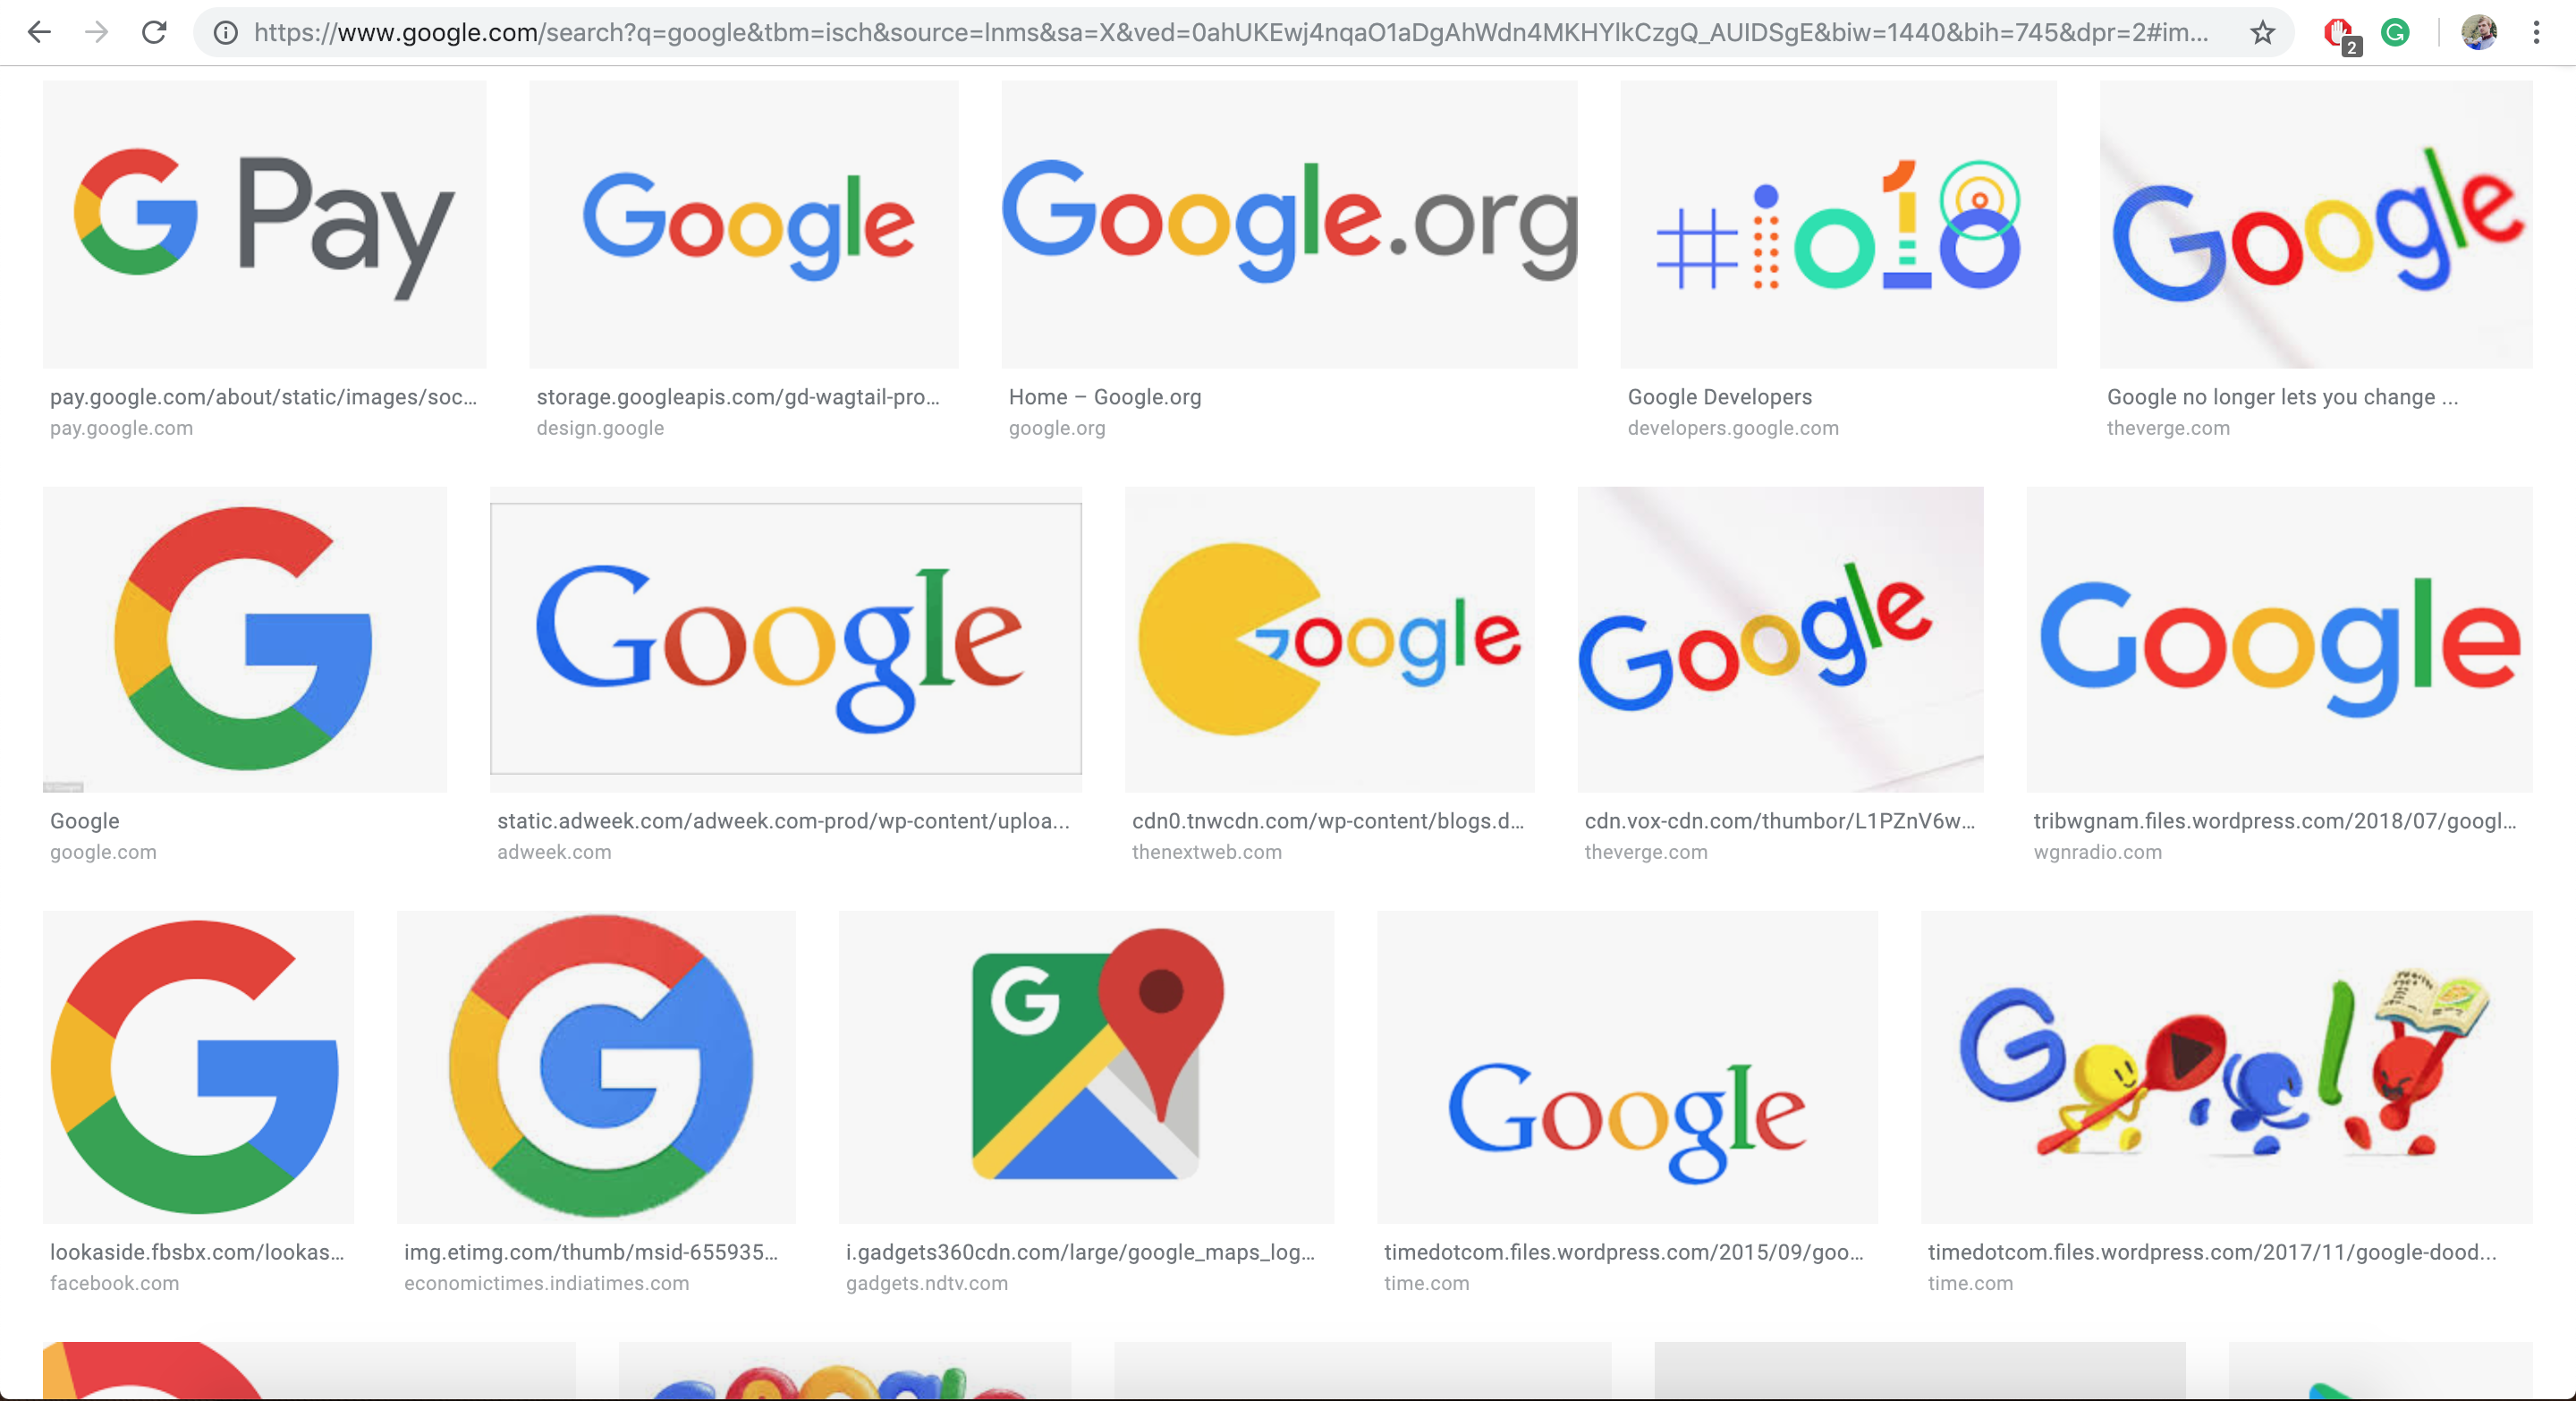 https://www.google.com/search?q=google&tbm=isch&source=lnms&sa=X&ved=0ahUKEwj4nqaO1aDgAhWdn4MKHYlkCzgQ_AUIDSgE&biw=1440&bih=745&dpr=2#im...
2
G Pay
Google
Google.org
#io18
Google
pay.google.com/about/static/images/soc...
storage.googleapis.com/gd-wagtail-pro...
Home – Google.org
Google Developers
Google no longer lets you change ...
pay.google.com
design.google
google.org
developers.google.com
theverge.com
G
Google
Google
Google
Google
Google
static.adweek.com/adweek.com-prod/wp-content/uploa...
cdn0.tnwcdn.com/wp-content/blogs.d...
cdn.vox-cdn.com/thumbor/L1PZnV6w...
tribwgnam.files.wordpress.com/2018/07/googl...
google.com
adweek.com
thenextweb.com
theverge.com
wgnradio.com
G
G
G
Google
Google
lookaside.fbsbx.com/lookas...
img.etimg.com/thumb/msid-655935...
i.gadgets360cdn.com/large/google_maps_log...
timedotcom.files.wordpress.com/2015/09/goo...
timedotcom.files.wordpress.com/2017/11/google-dood...
facebook.com
economictimes.indiatimes.com
gadgets.ndtv.com
time.com
time.com